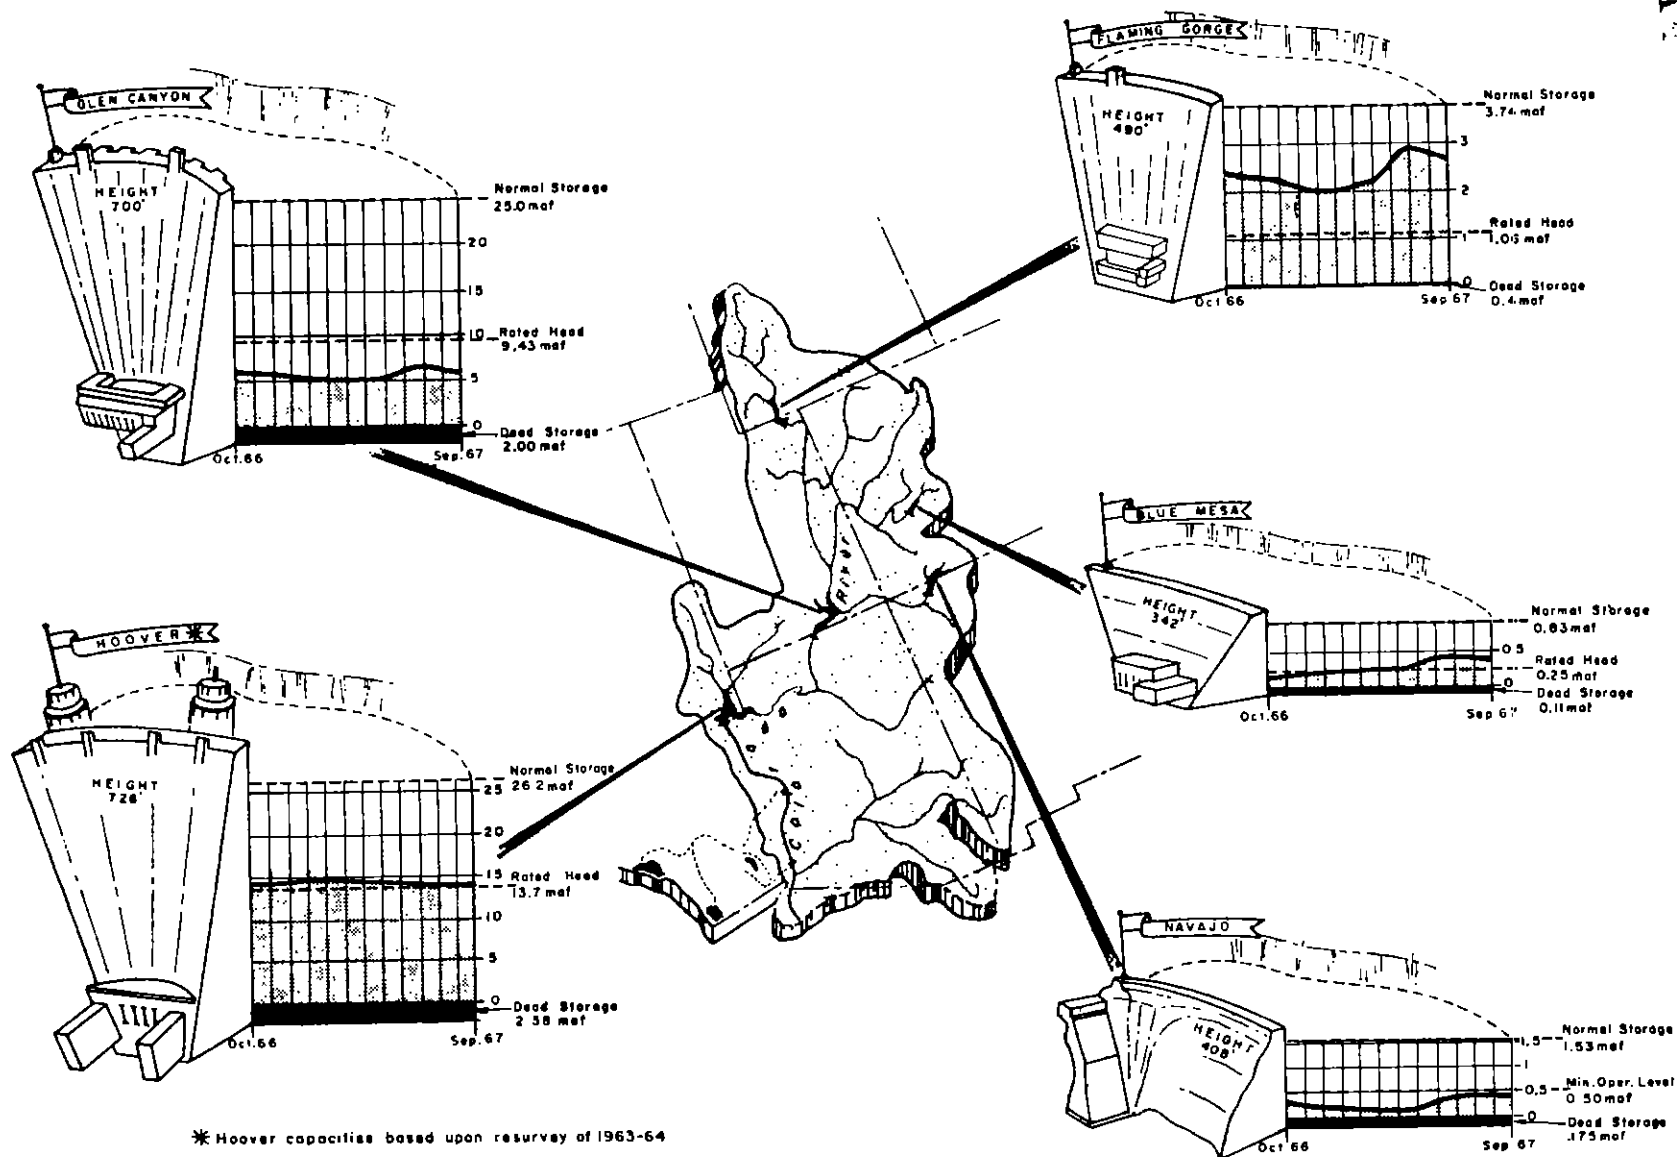 GLEN CANYON
HEIGHT
700'
Normal Storage
25.0 maf
20
15
10
Rated Head
9.43 maf
5
0
Dead Storage
2.00 maf
Oct.66
Sep.67
FLAMING GORGE
HEIGHT
490'
Normal Storage
3.74 maf
3
2
Rated Head
1
0
Dead Storage
0.4 maf
Oct.66
Sep.67
BLUE MESA
HEIGHT
342'
Normal Storage
0.83 maf
0.5
Rated Head
0.25 maf
0
Dead Storage
0.11 maf
Oct.66
Sep 67
HOOVER *
HEIGHT
726'
Normal Storage
26.2 maf
25
20
15
Rated Head
13.7 maf
10
5
0
Dead Storage
2.38 maf
Oct.66
Sep.67
NAVAJO
HEIGHT
408'
Normal Storage
1.5
1.53 maf
1
Min.Oper. Level
0.5
0.50 maf
0
Dead Storage
.175 maf
Oct 66
Sep 67
River
Colorado
* Hoover capacities based upon resurvey of 1963-64